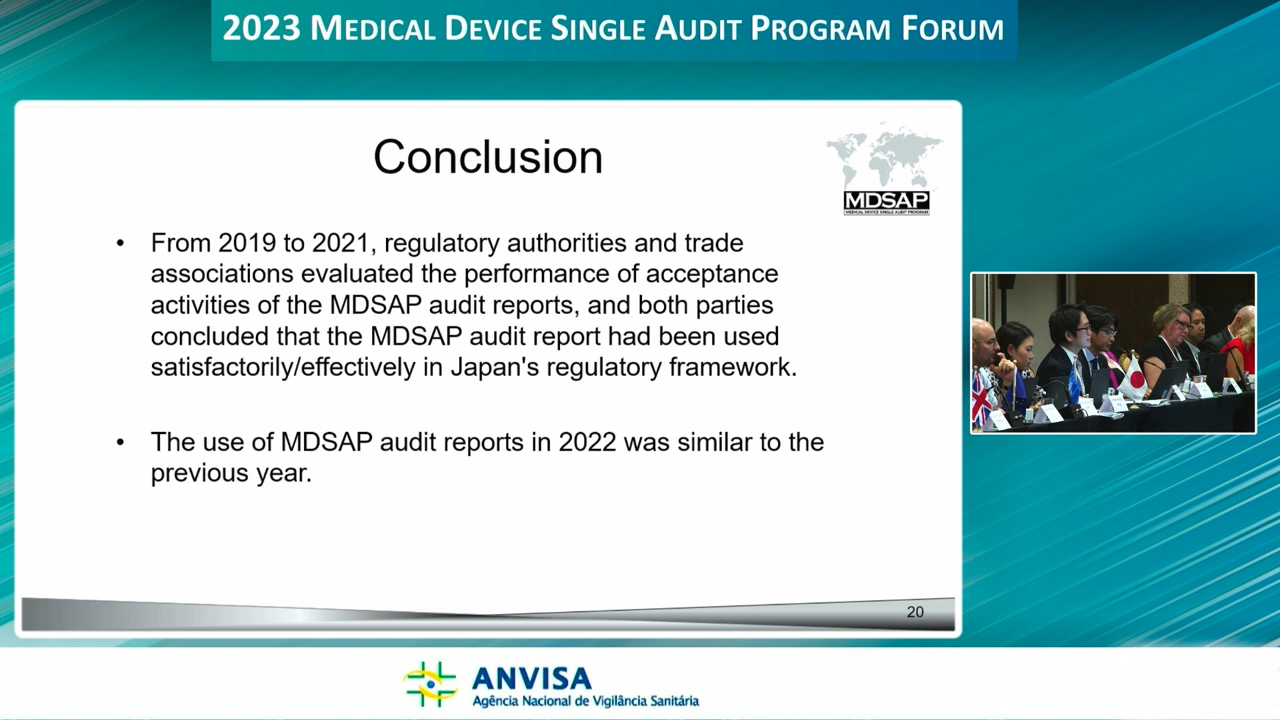 2023 MEDICAL DEVICE SINGLE AUDIT PROGRAM FORUM
Conclusion
MDSAP
MEDICAL DEVICE SINGLE AUDIT PROGRAM
• From 2019 to 2021, regulatory authorities and trade
associations evaluated the performance of acceptance
activities of the MDSAP audit reports, and both parties
concluded that the MDSAP audit report had been used
satisfactorily/effectively in Japan's regulatory framework.
• The use of MDSAP audit reports in 2022 was similar to the
previous year.
20
ANVISA
Agência Nacional de Vigilância Sanitária